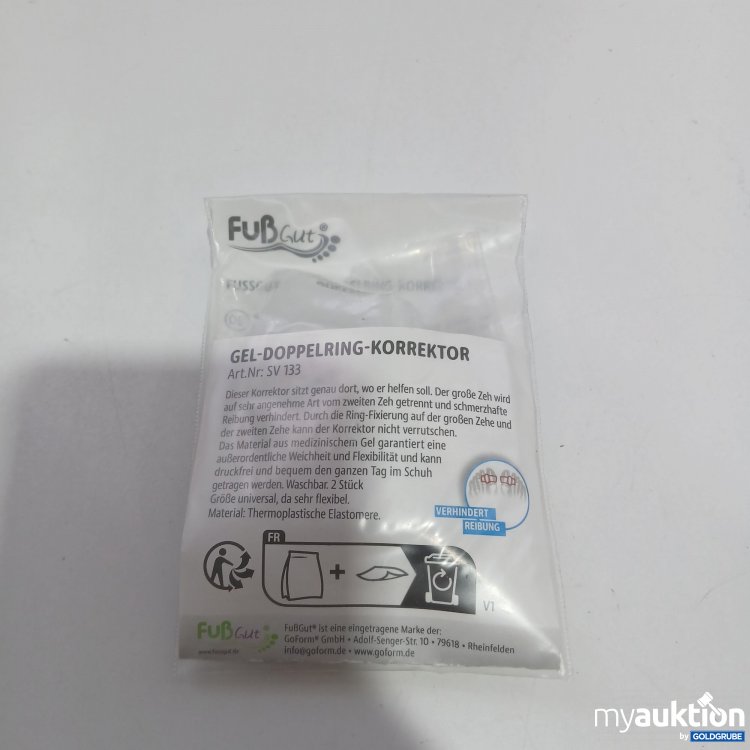 FußGut
FUSSGUT DOPPELRING-KORREKTOR
GEL-DOPPELRING-KORREKTOR
Art.Nr: SV 133
Dieser Korrektor sitzt genau dort, wo er helfen soll. Der große Zeh wird
auf sehr angenehme Art vom zweiten Zeh getrennt und schmerzhafte
Reibung verhindert. Durch die Ring-Fixierung auf der großen Zehe und
der zweiten Zehe kann der Korrektor nicht verrutschen.
Das Material aus medizinischem Gel garantiert eine
außerordentliche Weichheit und Flexibilität und kann
druckfrei und bequem den ganzen Tag im Schuh
getragen werden. Waschbar. 2 Stück
Größe universal, da sehr flexibel.
Material: Thermoplastische Elastomere.
VERHINDERT
REIBUNG
FR
V1
FußGut
www.fussgut.de
FußGut® ist eine eingetragene Marke der:
GoForm® GmbH • Adolf-Senger-Str. 10 • 79618 • Rheinfelden
info@goform.de • www.goform.de
myauktion
by GOLDGRUBE